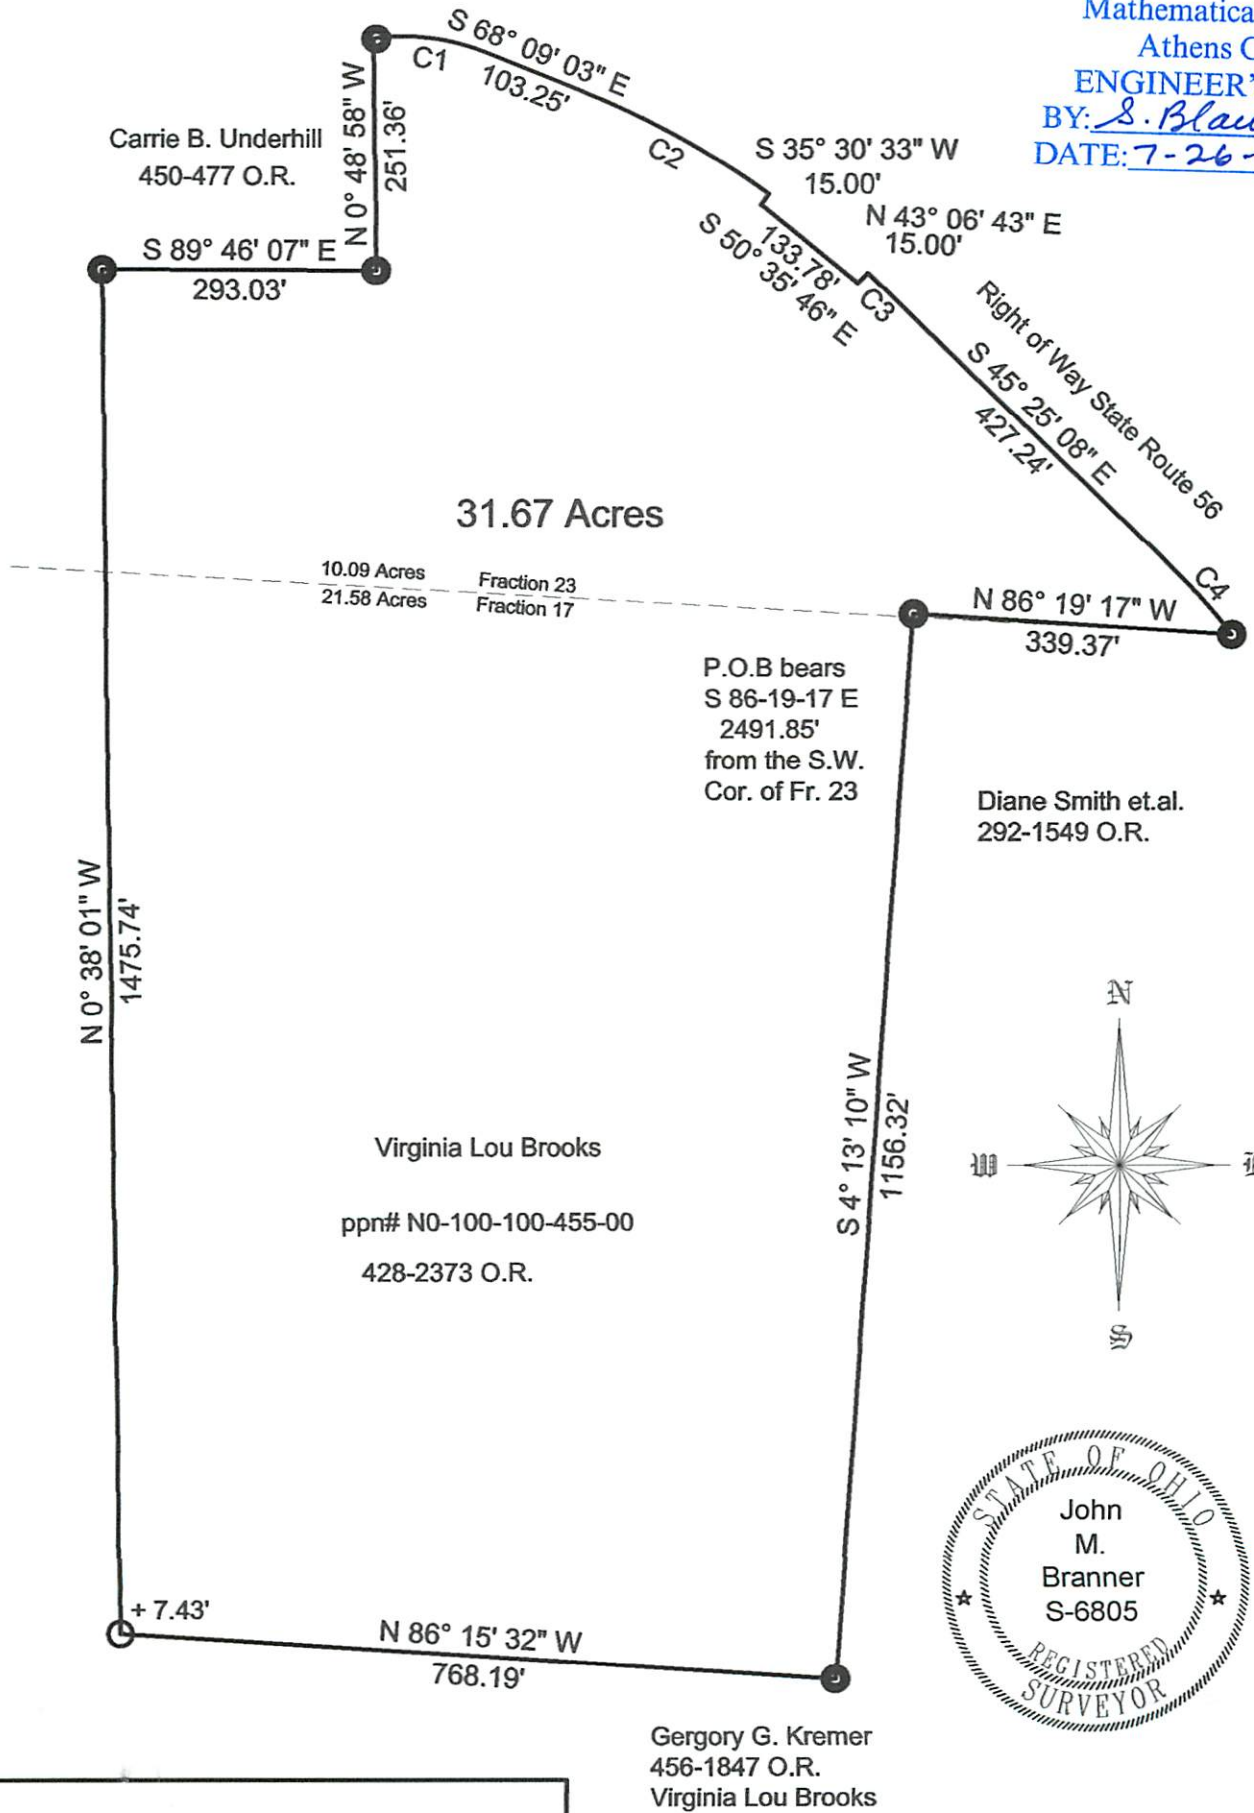 Mathematica
Athens
ENGINEER'
BY: S.
DATE: 7-26-
S 68° 09' 03" E
103.25'
C1
C2
N 0° 48' 58" W
251.36'
Carrie B. Underhill
450-477 O.R.
S 89° 46' 07" E
293.03'
S 35° 30' 33" W
15.00'
N 43° 06' 43" E
15.00'
133.78'
S 50° 35' 46" E
C3
Right of Way State Route 56
S 45° 25' 08" E
427.24'
C4
31.67 Acres
10.09 Acres Fraction 23
21.58 Acres Fraction 17
N 86° 19' 17" W
339.37'
P.O.B bears
S 86-19-17 E
2491.85'
from the S.W.
Cor. of Fr. 23
Diane Smith et.al.
292-1549 O.R.
N 0° 38' 01" W
1475.74'
S 4° 13' 10" W
1156.32'
N
W
S
Virginia Lou Brooks
ppn# N0-100-100-455-00
428-2373 O.R.
STATE OF OHIO
John
M.
Branner
S-6805
REGISTERED
SURVEYOR
+ 7.43'
N 86° 15' 32" W
768.19'
Gergory G. Kremer
456-1847 O.R.
Virginia Lou Brooks